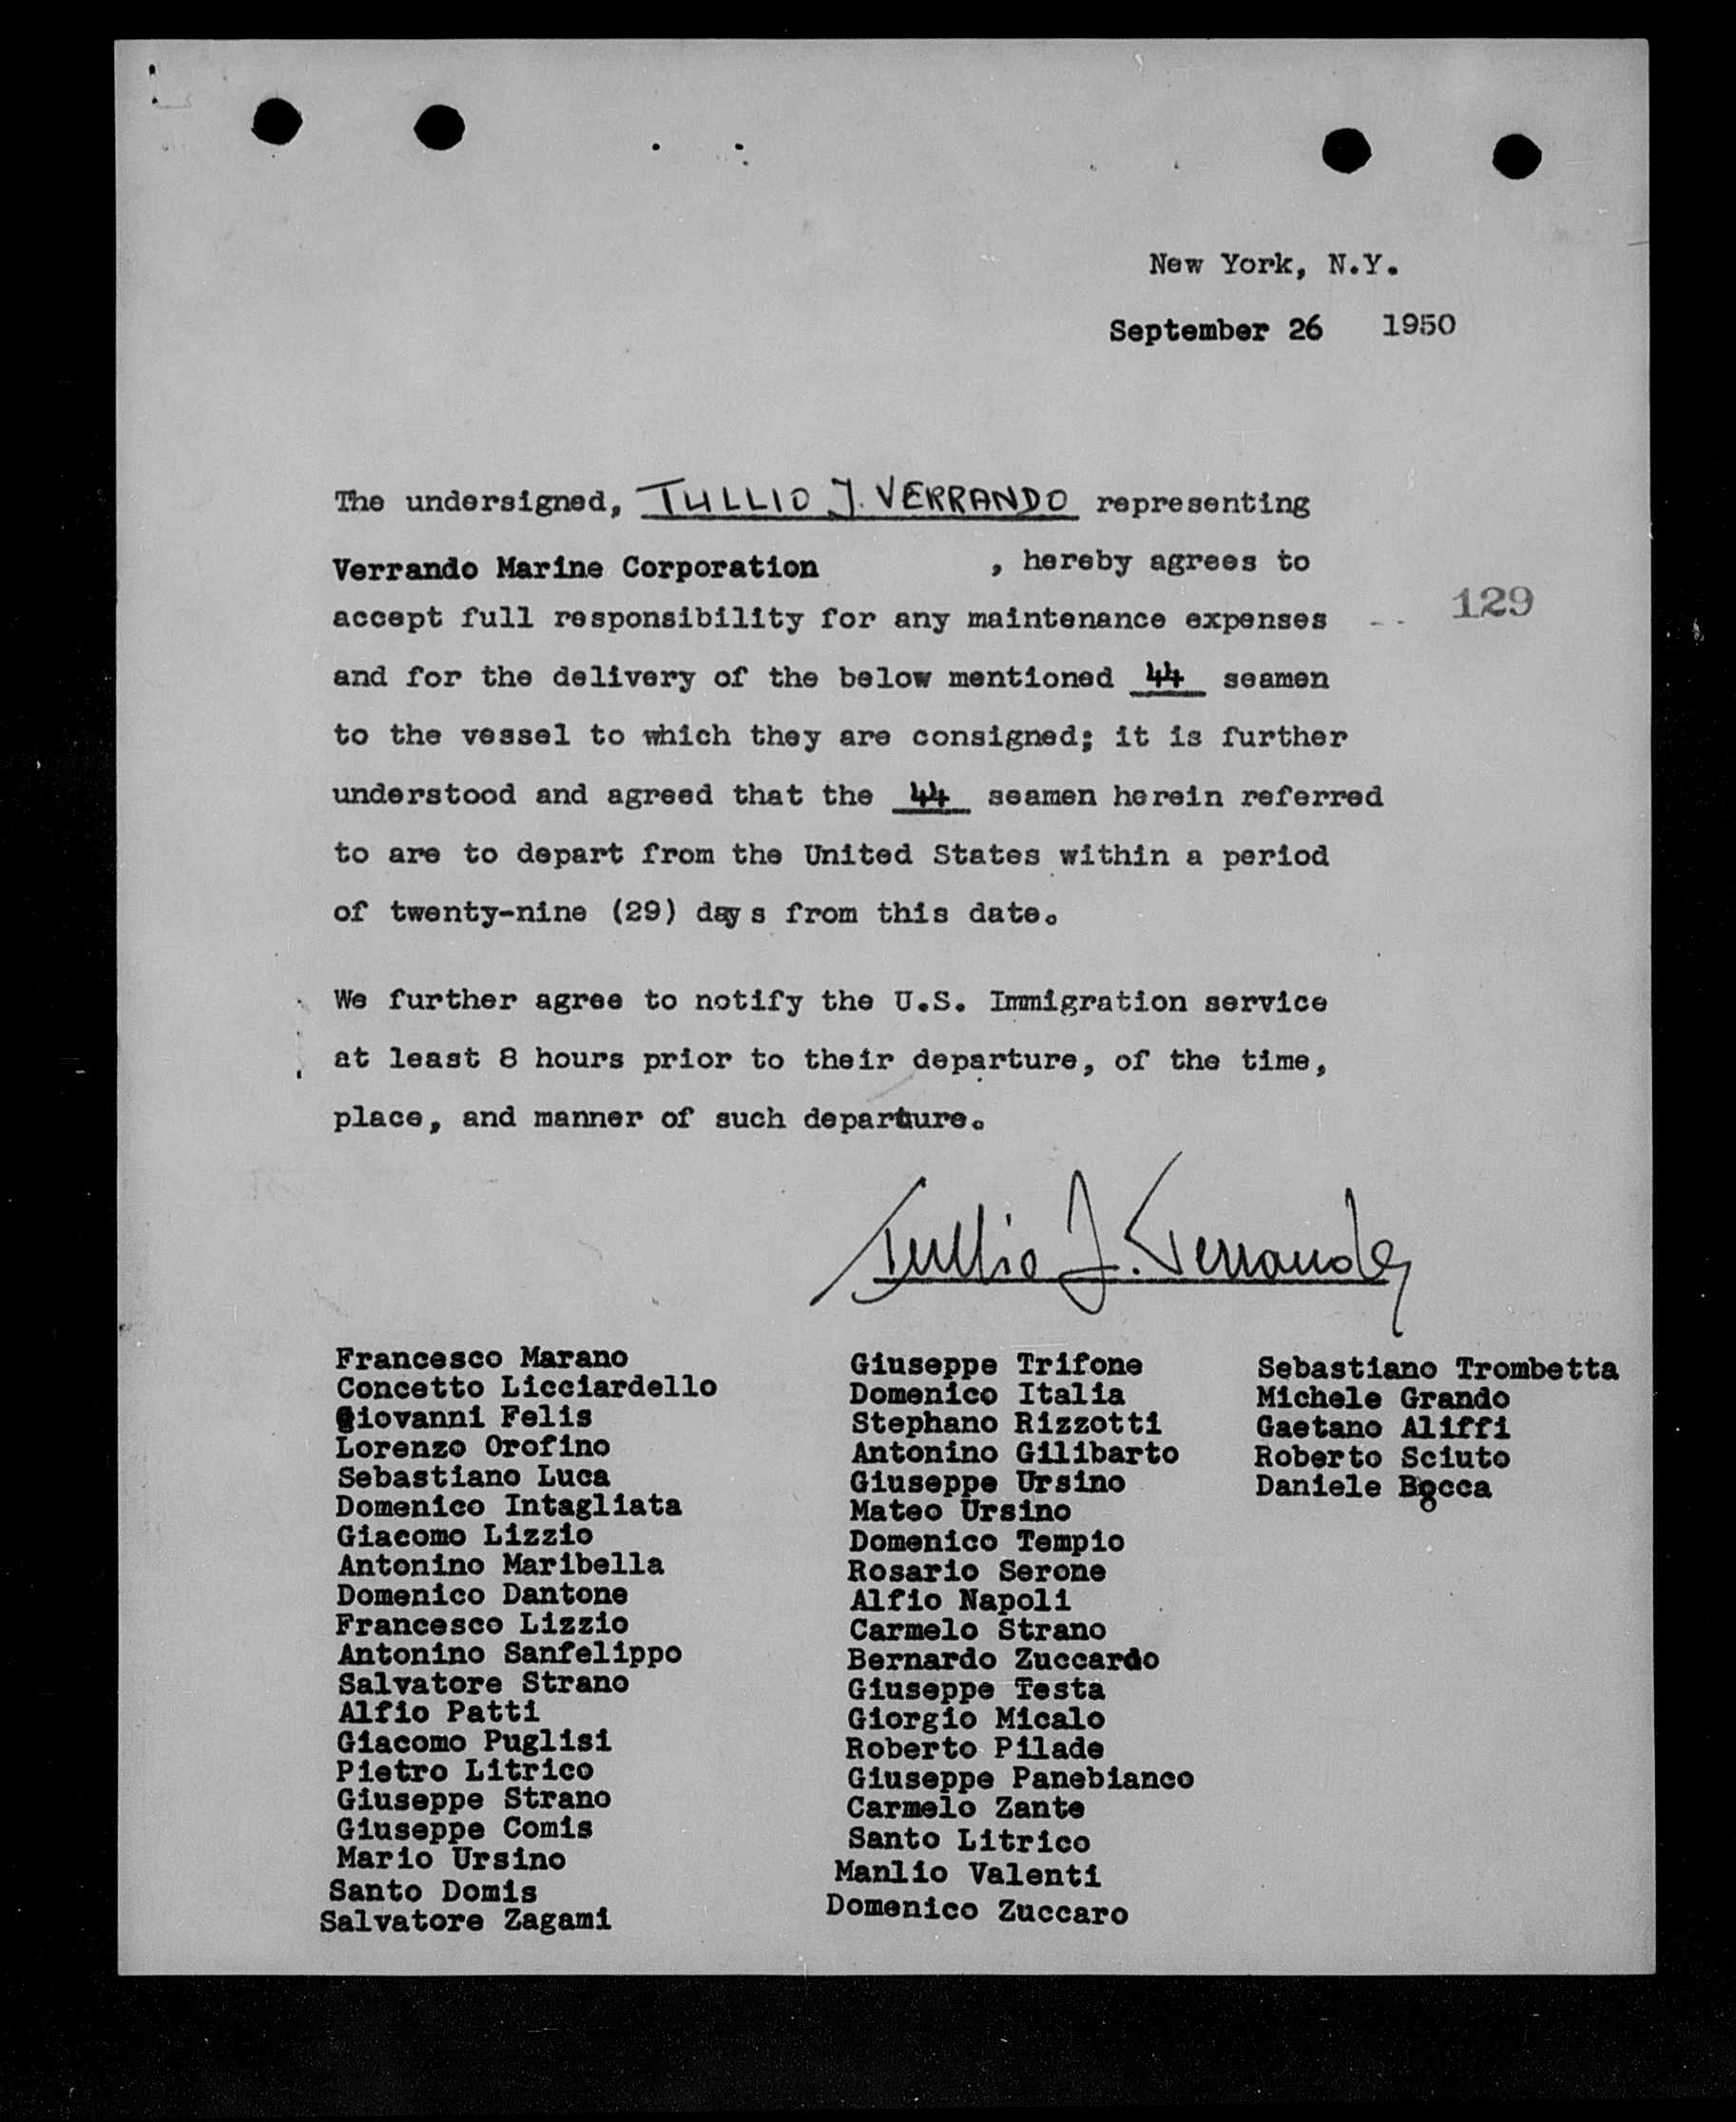 New York, N.Y.
September 26 1950
The undersigned, TULLIO J. VERRANDO representing
Verrando Marine Corporation , hereby agrees to
accept full responsibility for any maintenance expenses -- 129
and for the delivery of the below mentioned 44 seamen
to the vessel to which they are consigned; it is further
understood and agreed that the 44 seamen herein referred
to are to depart from the United States within a period
of twenty-nine (29) days from this date.
We further agree to notify the U.S. Immigration service
at least 8 hours prior to their departure, of the time,
place, and manner of such departure.
Tullio J. Verrando
Francesco Marano
Concetto Licciardello
Giovanni Felis
Lorenzo Orofino
Sebastiano Luca
Domenico Intagliata
Giacomo Lizzio
Antonino Maribella
Domenico Dantone
Francesco Lizzio
Antonino Sanfelippo
Salvatore Strano
Alfio Patti
Giacomo Puglisi
Pietro Litrico
Giuseppe Strano
Giuseppe Comis
Mario Ursino
Santo Domis
Salvatore Zagami
Giuseppe Trifone
Domenico Italia
Stephano Rizzotti
Antonino Gilibarto
Giuseppe Ursino
Mateo Ursino
Domenico Tempio
Rosario Serone
Alfio Napoli
Carmelo Strano
Bernardo Zuccardo
Giuseppe Testa
Giorgio Micalo
Roberto Pilade
Giuseppe Panebianco
Carmelo Zante
Santo Litrico
Manlio Valenti
Domenico Zuccaro
Sebastiano Trombetta
Michele Grando
Gaetano Aliffi
Roberto Sciuto
Daniele Bocca